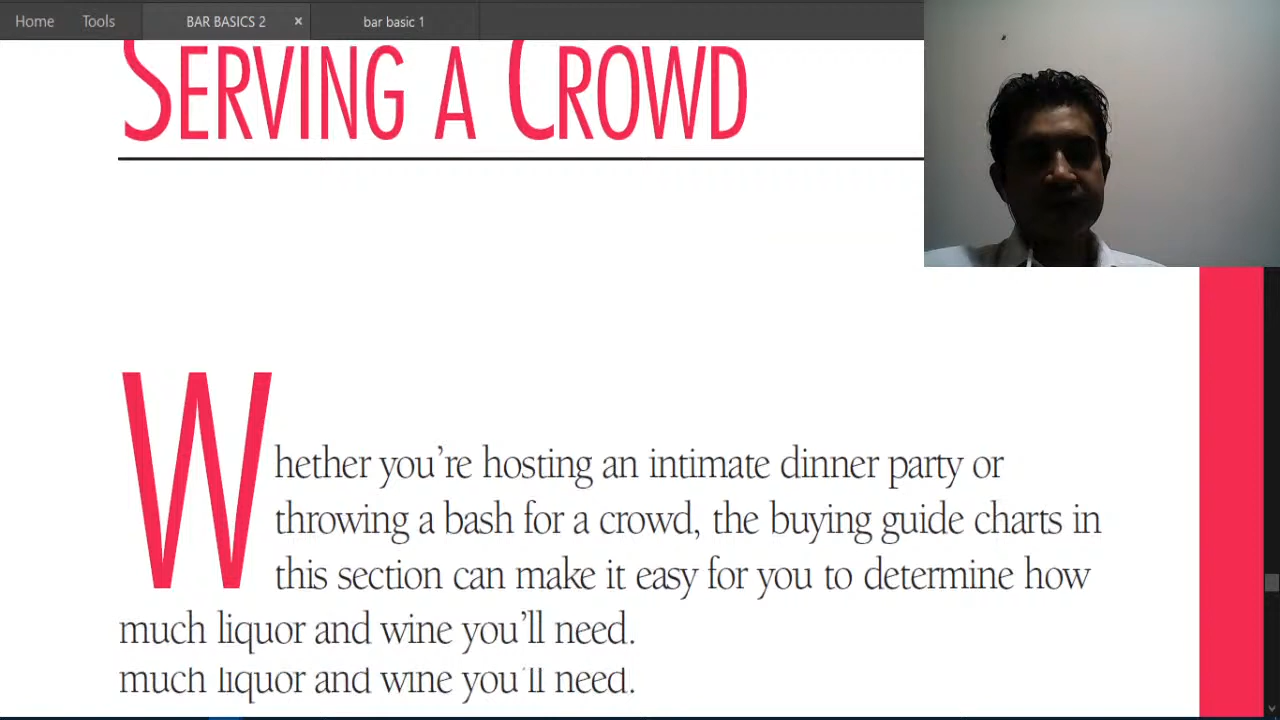 Home Tools BAR BASICS 2 × bar basic 1
SERVING A CROWD
Whether you're hosting an intimate dinner party or
throwing a bash for a crowd, the buying guide charts in
this section can make it easy for you to determine how
much liquor and wine you'll need.
much liquor and wine you'll need.